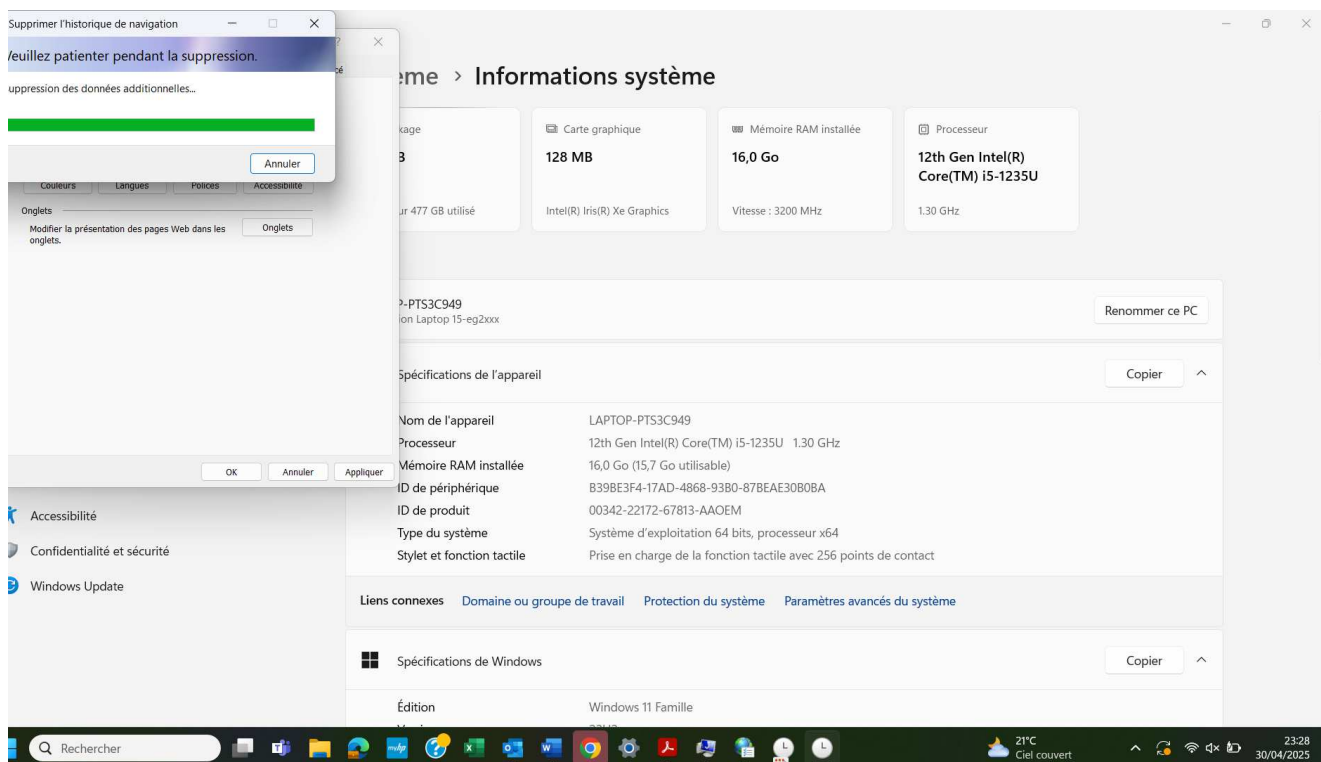 Supprimer l'historique de navigation
Veuillez patienter pendant la suppression.
uppression des données additionnelles...
Annuler
Couleurs Langues Polices Accessibilité
Onglets
Modifier la présentation des pages Web dans les
onglets.
Onglets
OK Annuler Appliquer
Accessibilité
Confidentialité et sécurité
Windows Update
ème > Informations système
kage
ur 477 GB utilisé
Carte graphique
128 MB
Intel(R) Iris(R) Xe Graphics
Mémoire RAM installée
16,0 Go
Vitesse : 3200 MHz
Processeur
12th Gen Intel(R)
Core(TM) i5-1235U
1.30 GHz
P-PTS3C949
ion Laptop 15-eg2xxx
Renommer ce PC
Spécifications de l'appareil
Copier
Nom de l'appareil LAPTOP-PTS3C949
Processeur 12th Gen Intel(R) Core(TM) i5-1235U 1.30 GHz
Mémoire RAM installée 16,0 Go (15,7 Go utilisable)
ID de périphérique B39BE3F4-17AD-4868-93B0-87BEAE30B0BA
ID de produit 00342-22172-67813-AAOEM
Type du système Système d'exploitation 64 bits, processeur x64
Stylet et fonction tactile Prise en charge de la fonction tactile avec 256 points de contact
Liens connexes Domaine ou groupe de travail Protection du système Paramètres avancés du système
Spécifications de Windows
Copier
Édition Windows 11 Famille
Rechercher
21°C
Ciel couvert
23:28
30/04/2025